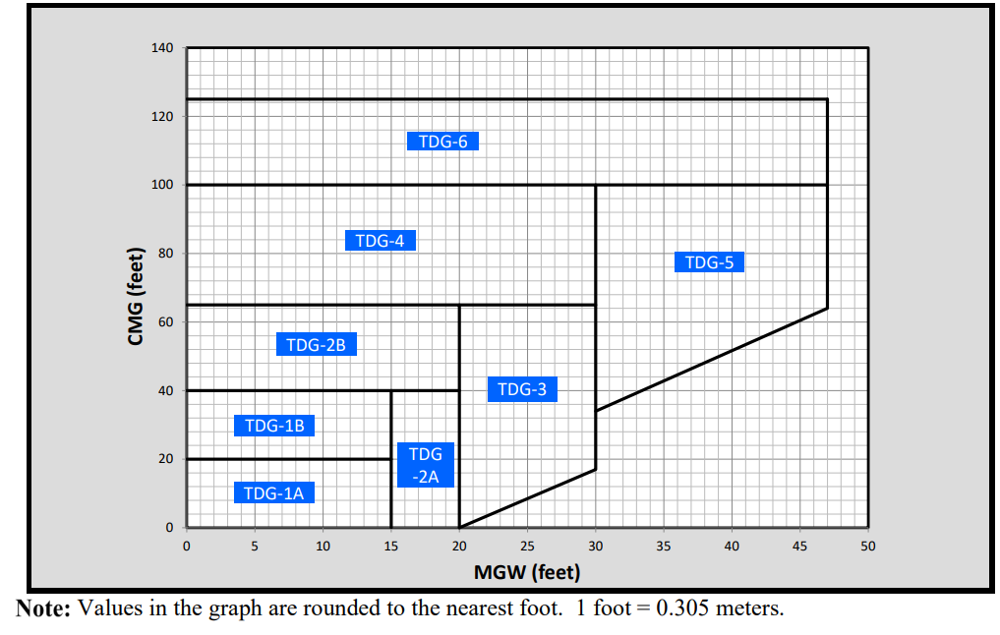 140
120
100
80
60
40
20
0
CMG (feet)
TDG-6
TDG-4
TDG-5
TDG-2B
TDG-3
TDG-1B
TDG
-2A
TDG-1A
0 5 10 15 20 25 30 35 40 45 50
MGW (feet)
Note: Values in the graph are rounded to the nearest foot. 1 foot = 0.305 meters.